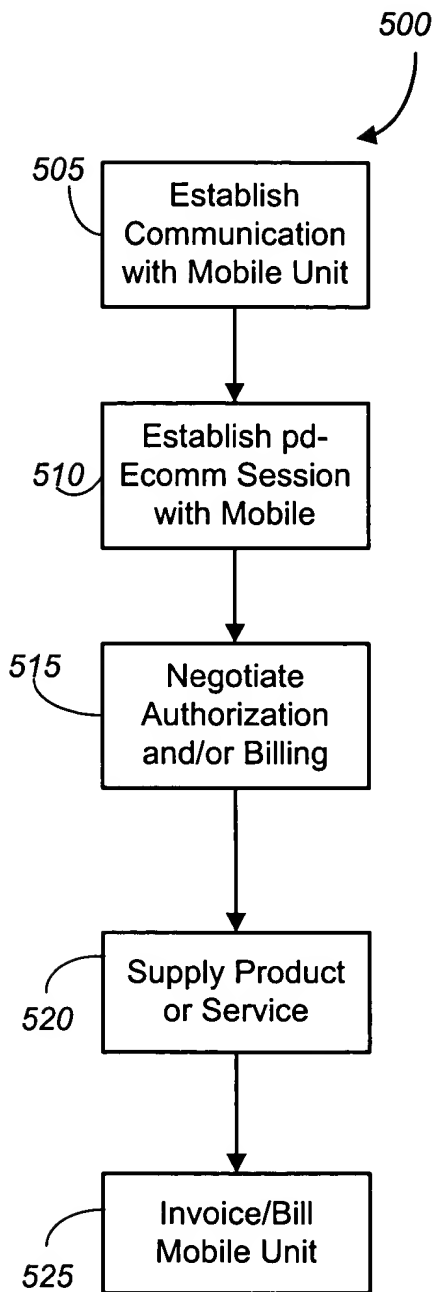 500
505
Establish
Communication
with Mobile Unit
510
Establish pd-
Ecomm Session
with Mobile
515
Negotiate
Authorization
and/or Billing
520
Supply Product
or Service
525
Invoice/Bill
Mobile Unit